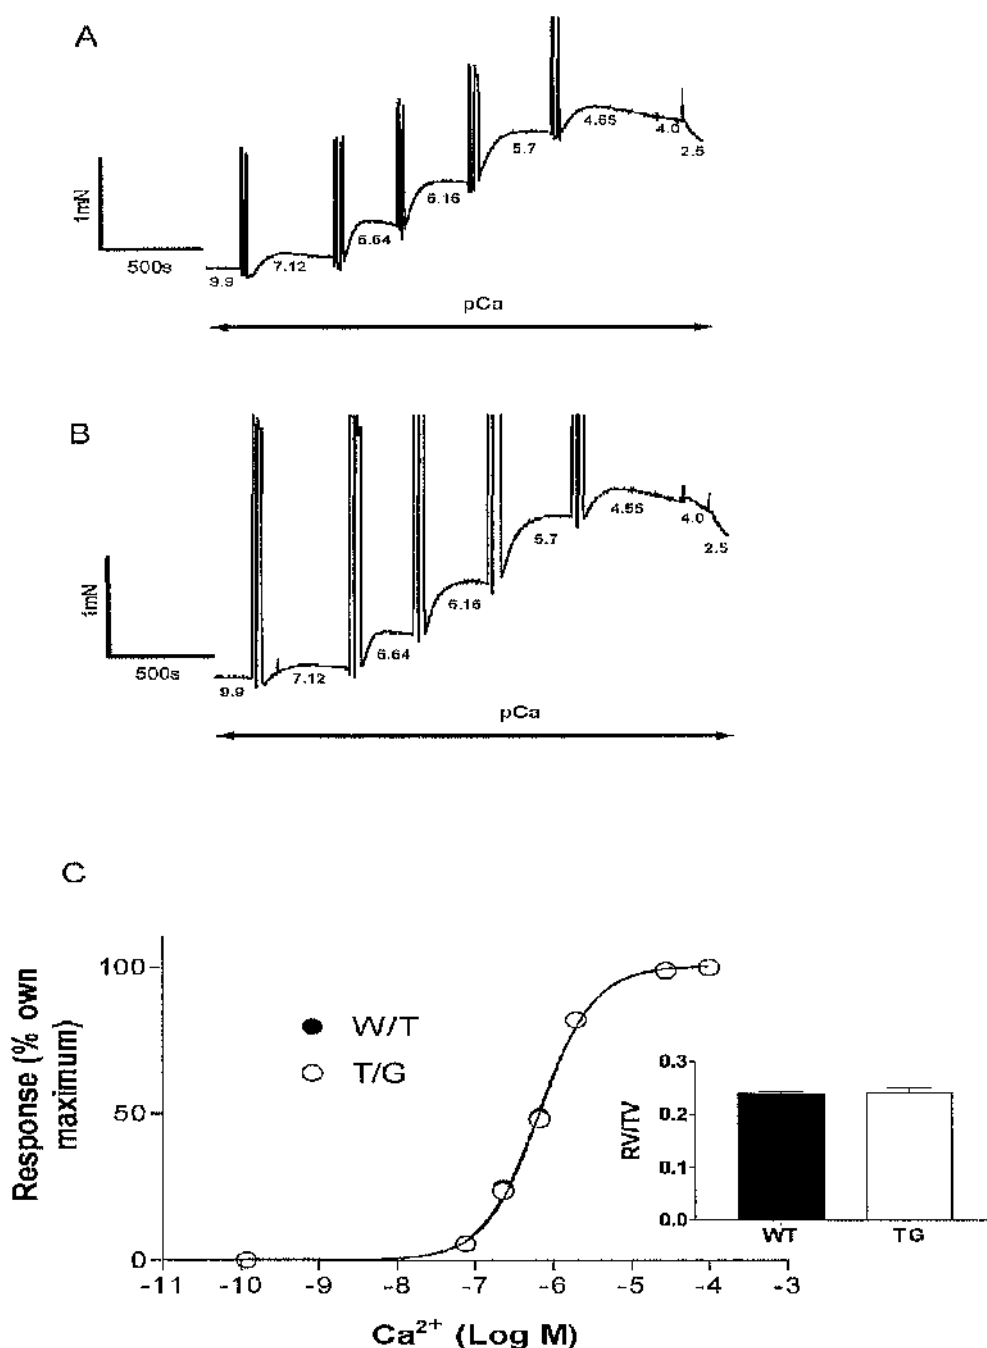 A
1mN
500s
9.9
7.12
6.64
6.16
5.7
4.56
4.0
2.5
pCa
B
1mN
500s
9.9
7.12
6.64
6.16
5.7
4.56
4.0
2.5
pCa
C
Response (% own
maximum)
100
50
0
W/T
T/G
-11
-10
-9
-8
-7
-6
-5
-4
-3
Ca²⁺ (Log M)
RV/TV
0.3
0.2
0.1
0.0
WT
TG